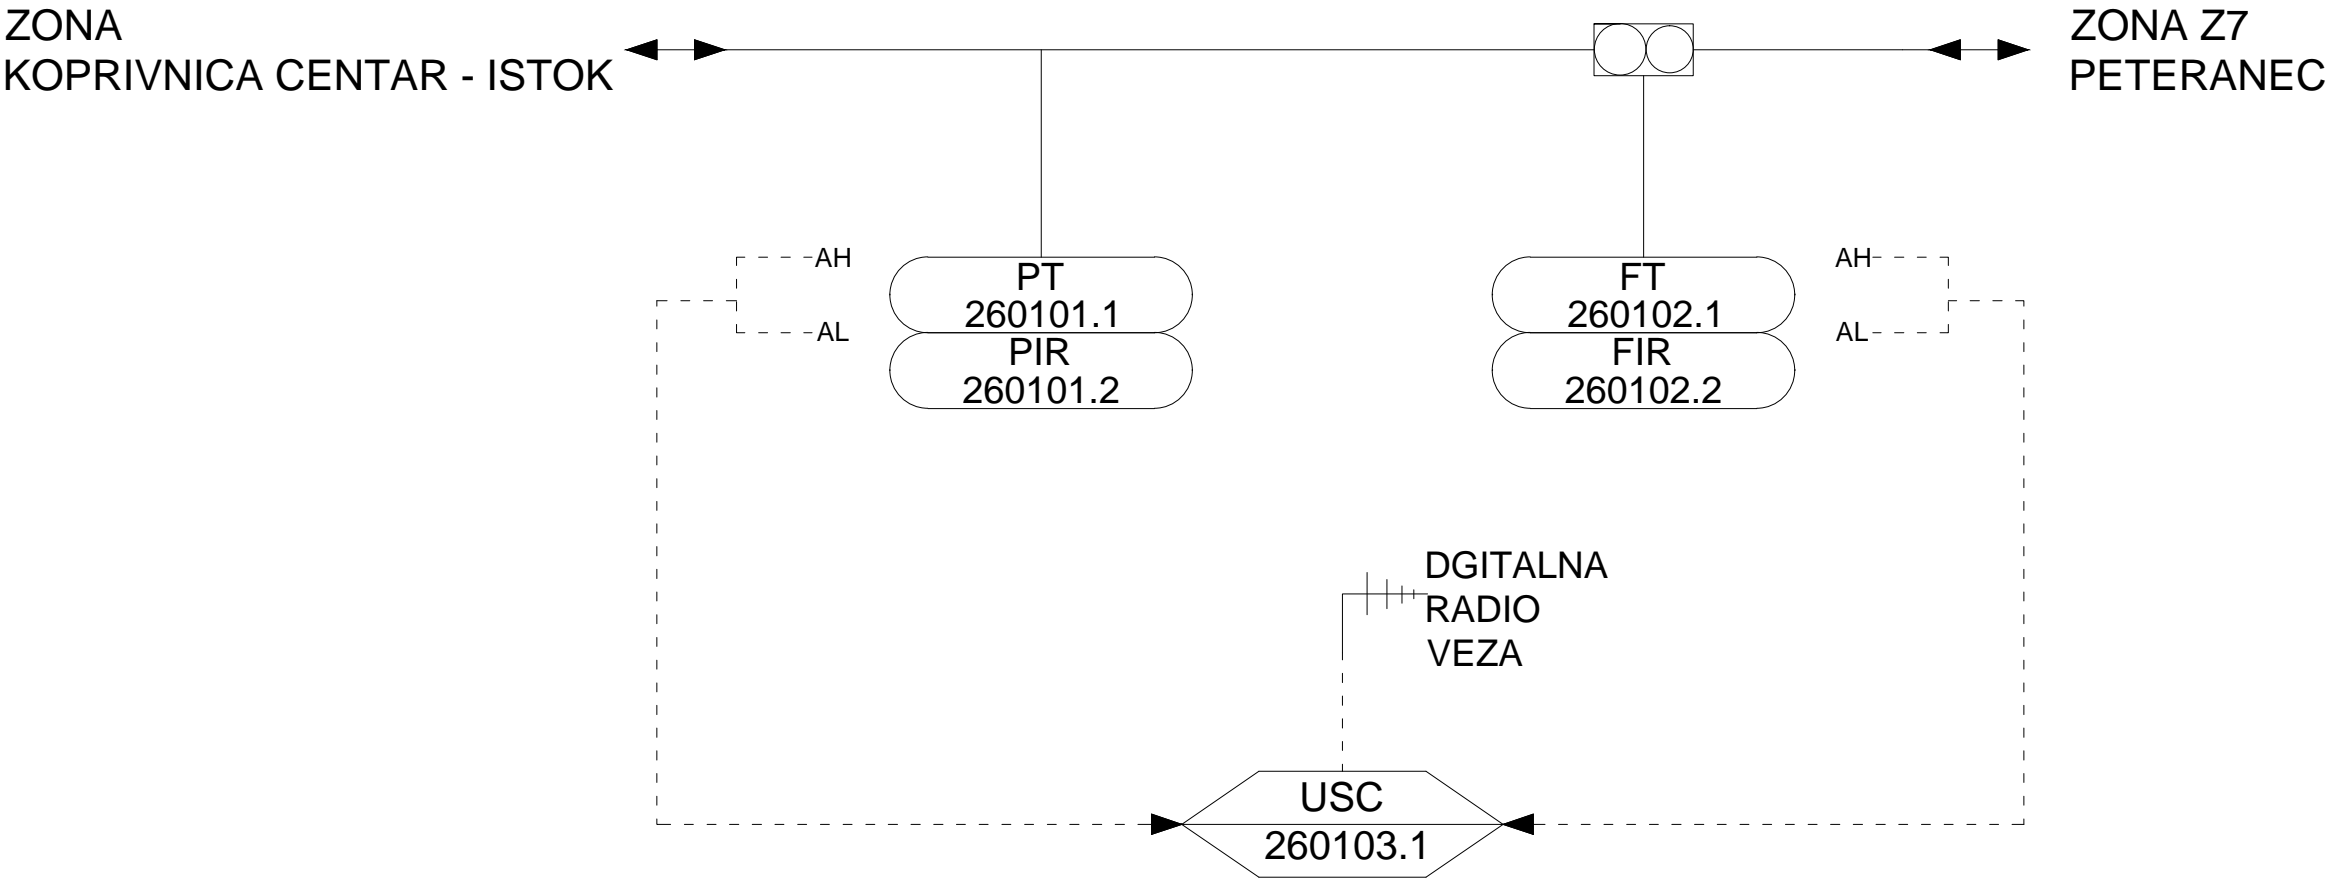 ZONA
KOPRIVNICA CENTAR - ISTOK
ZONA Z7
PETERANEC
AH
AL
PT
260101.1
PIR
260101.2
FT
260102.1
FIR
260102.2
AH
AL
DGITALNA
RADIO
VEZA
USC
260103.1